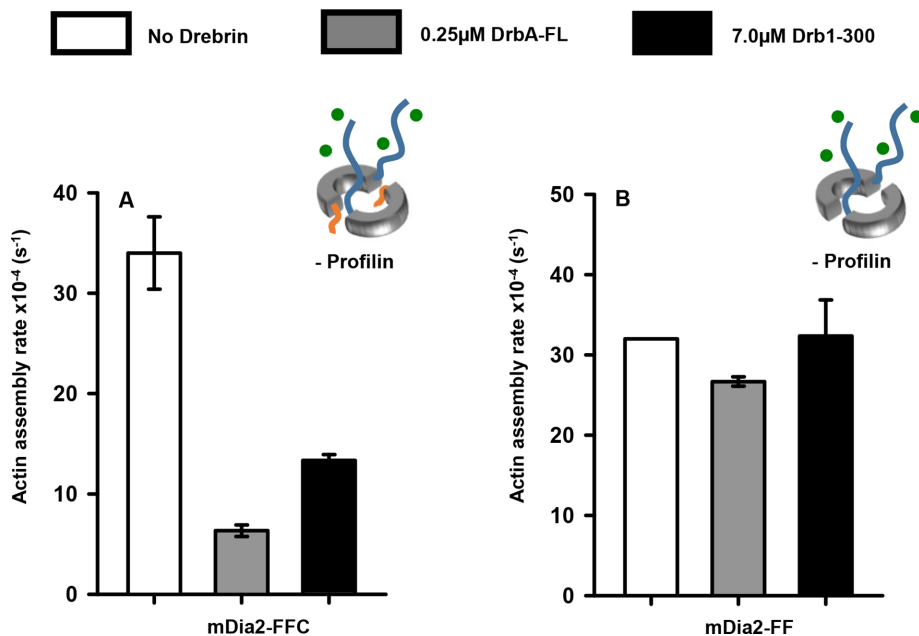 No Drebrin
0.25µM DrbA-FL
7.0µM Drb1-300
A
- Profilin
Actin assembly rate x10⁻⁴ (s⁻¹)
40
30
20
10
0
mDia2-FFC
B
- Profilin
Actin assembly rate x10⁻⁴ (s⁻¹)
50
40
30
20
10
0
mDia2-FF